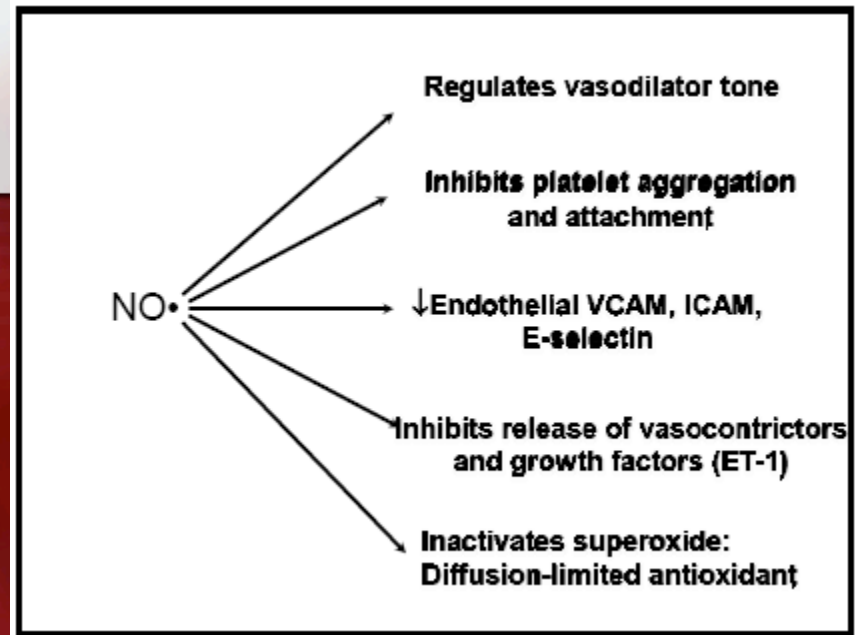 Regulates vasodilator tone
Inhibits platelet aggregation
and attachment
NO•
↓Endothelial VCAM, ICAM,
E-selectin
Inhibits release of vasocontrictors
and growth factors (ET-1)
Inactivates superoxide:
Diffusion-limited antioxidant